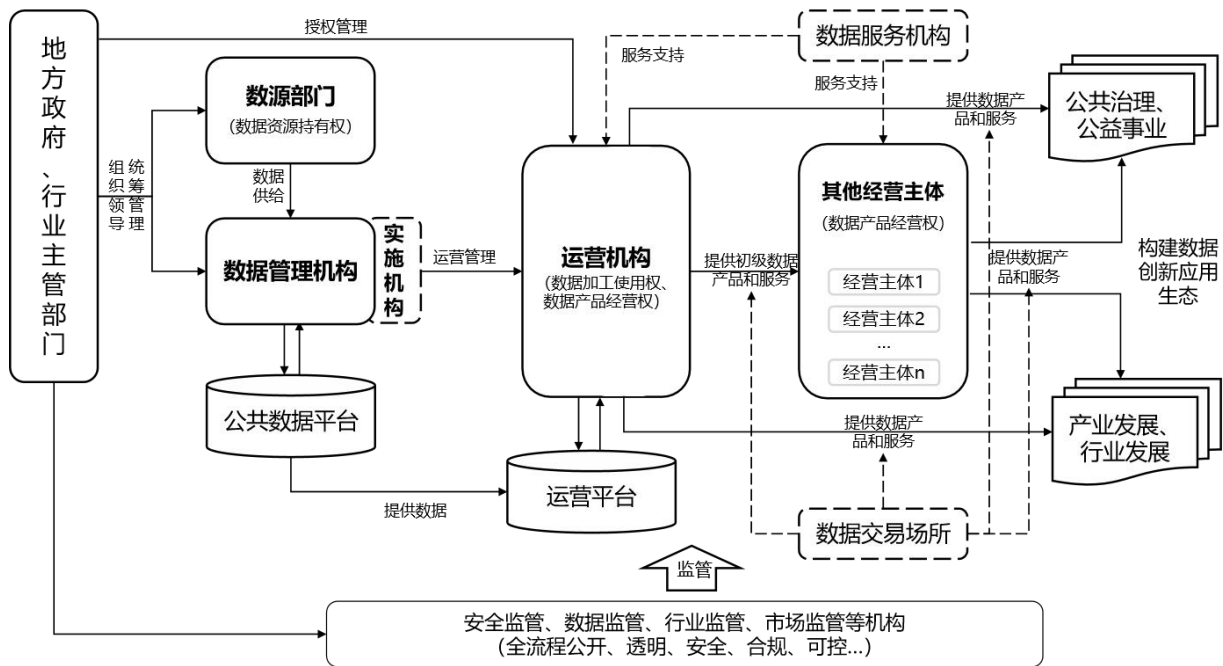 地方政府、行业主管部门
授权管理
组织领导
统筹管理
数源部门
(数据资源持有权)
数据
供给
数据管理机构
实施机构
运营管理
公共数据平台
提供数据
服务支持
数据服务机构
服务支持
运营机构
(数据加工使用权、
数据产品经营权)
运营平台
提供初级数据
产品和服务
其他经营主体
(数据产品经营权)
经营主体1
经营主体2
...
经营主体n
提供数据产
品和服务
公共治理、
公益事业
提供数据产
品和服务
构建数据
创新应用
生态
提供数据产
品和服务
产业发展、
行业发展
数据交易场所
监管
安全监管、数据监管、行业监管、市场监管等机构
(全流程公开、透明、安全、合规、可控...)